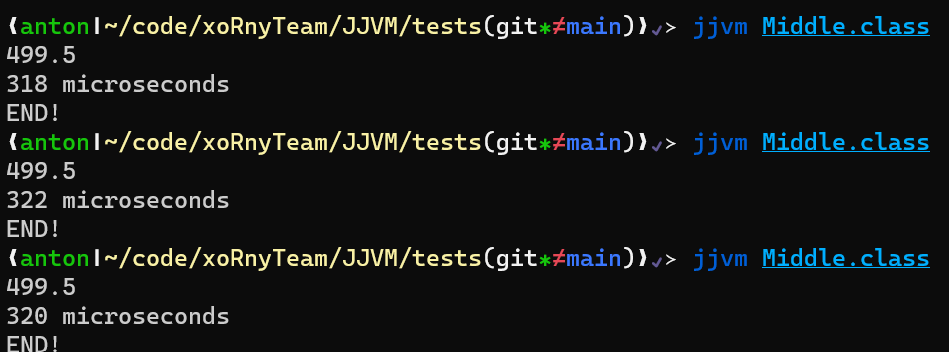 ❨anton|~/code/xoRnyTeam/JJVM/tests(git*≠main)❩✓> jjvm Middle.class
499.5
318 microseconds
END!
❨anton|~/code/xoRnyTeam/JJVM/tests(git*≠main)❩✓> jjvm Middle.class
499.5
322 microseconds
END!
❨anton|~/code/xoRnyTeam/JJVM/tests(git*≠main)❩✓> jjvm Middle.class
499.5
320 microseconds
END!